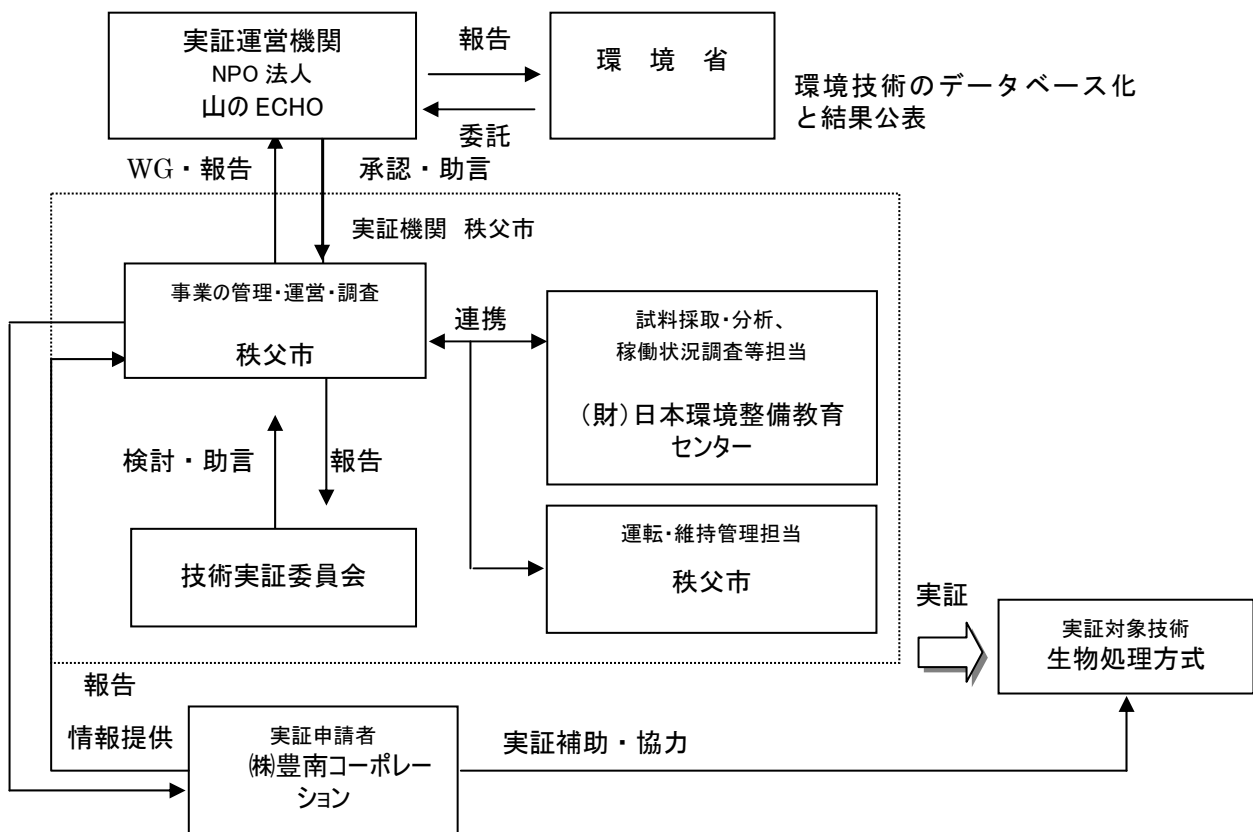 実証運営機関
NPO 法人
山の ECHO
報告
委託
環 境 省
環境技術のデータベース化
と結果公表
WG・報告
承認・助言
実証機関 秩父市
事業の管理・運営・調査
秩父市
連携
試料採取・分析、
稼働状況調査等担当
(財)日本環境整備教育
センター
検討・助言
報告
技術実証委員会
運転・維持管理担当
秩父市
実証
実証対象技術
生物処理方式
報告
情報提供
実証申請者
㈱豊南コーポレー
ション
実証補助・協力